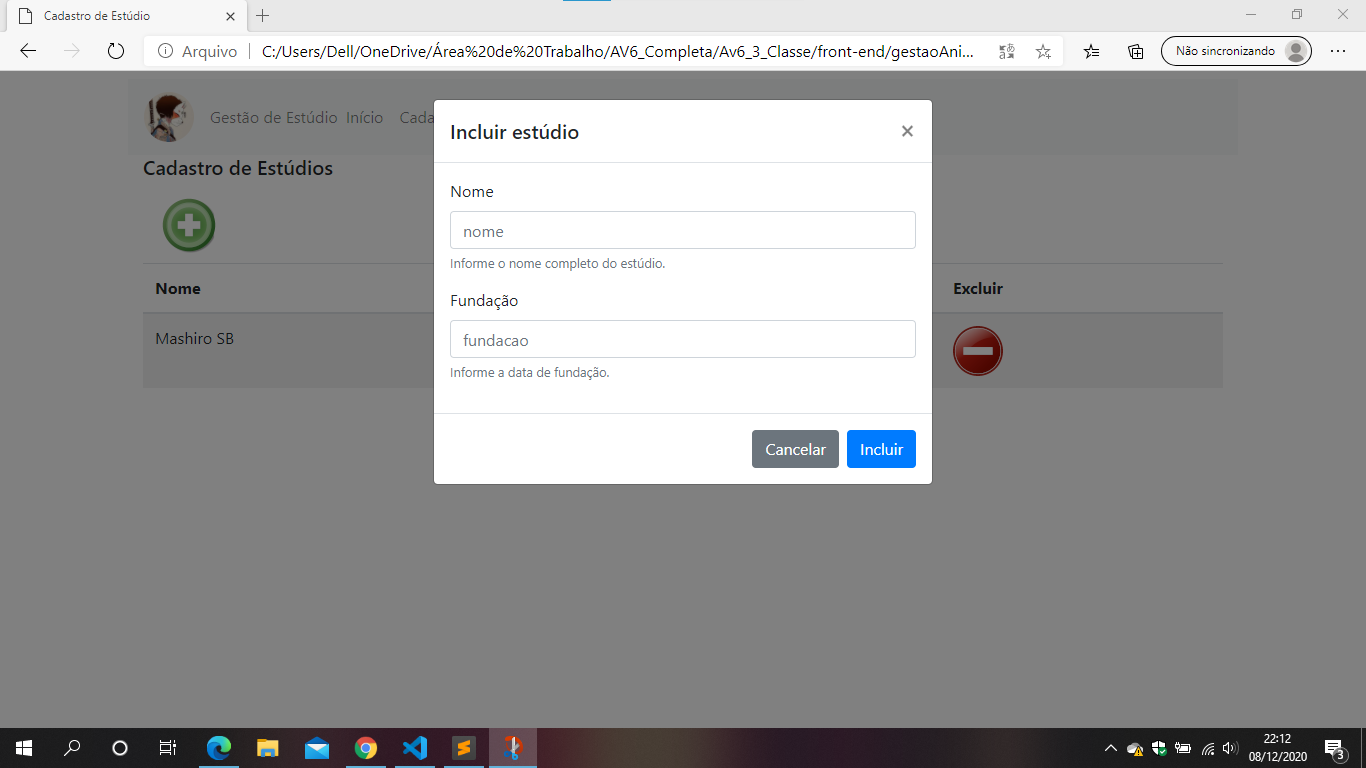 Cadastro de Estúdio
Arquivo
C:/Users/Dell/OneDrive/Área%20de%20Trabalho/AV6_Completa/Av6_3_Classe/front-end/gestaoAni...
Não sincronizando
Gestão de Estúdio Início Cada
Cadastro de Estúdios
Incluir estúdio
×
Nome
nome
Informe o nome completo do estúdio.
Fundação
fundacao
Informe a data de fundação.
Cancelar Incluir
Nome Excluir
Mashiro SB
22:12
08/12/2020
3